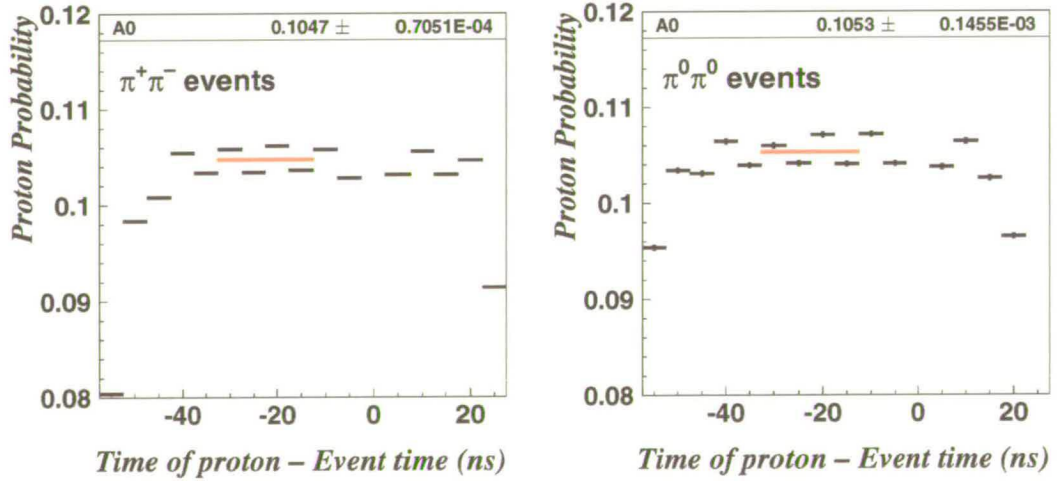 Proton Probability
0.12
0.11
0.1
0.09
0.08
A0 0.1047 ± 0.7051E-04
π⁺π⁻ events
-40 -20 0 20
Time of proton – Event time (ns)
Proton Probability
0.12
0.11
0.1
0.09
0.08
A0 0.1053 ± 0.1455E-03
π⁰π⁰ events
-40 -20 0 20
Time of proton – Event time (ns)